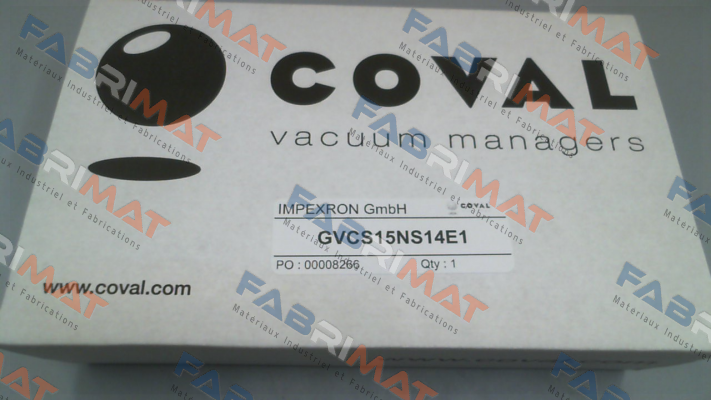 COVAL
vacuum managers
IMPEXRON GmbH COVAL
GVCS15NS14E1
PO : 00008266 Qty : 1
www.coval.com
FABRIMAT
Materiaux Industriel et Fabrications